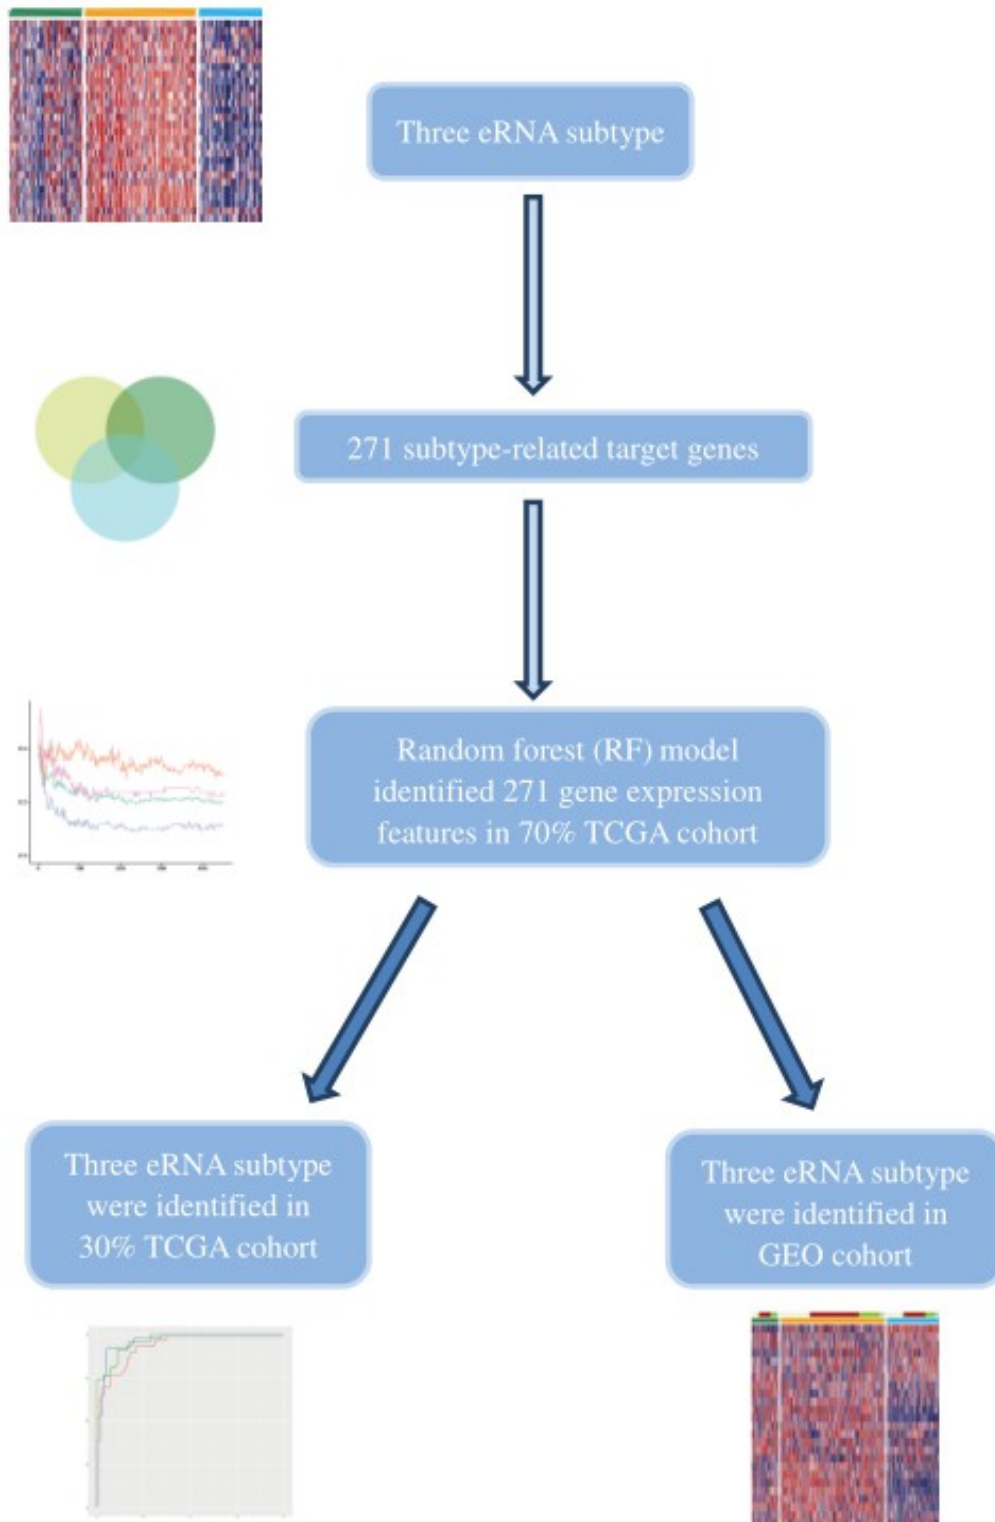 Three eRNA subtype
271 subtype-related target genes
Random forest (RF) model
identified 271 gene expression
features in 70% TCGA cohort
Three eRNA subtype
were identified in
30% TCGA cohort
Three eRNA subtype
were identified in
GEO cohort